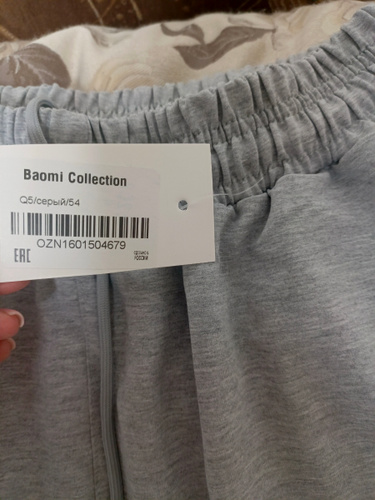 Baomi Collection
Q5/серый/54
OZN1601504679
EAC